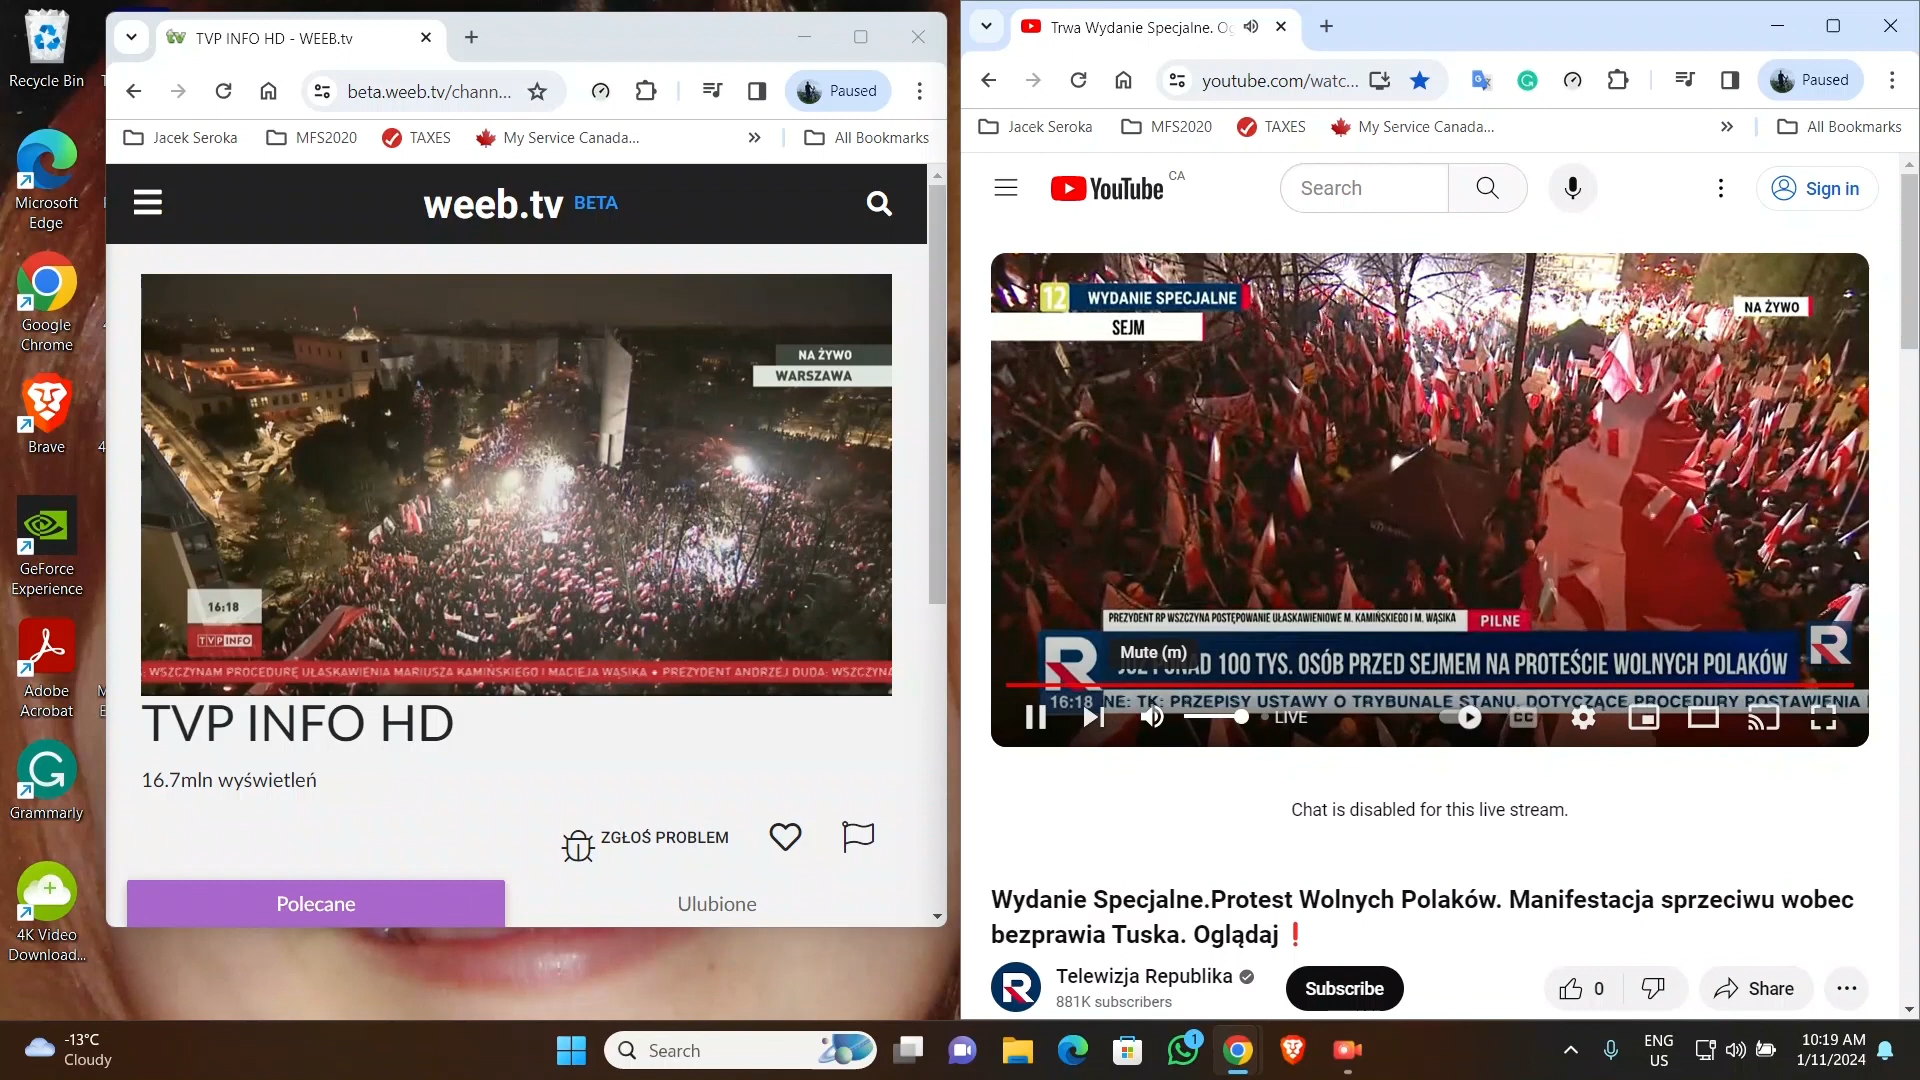 Recycle Bin
Microsoft
Edge
Google
Chrome
Brave
GeForce
Experience
Adobe
Acrobat
Grammarly
4K Video
Download...
TVP INFO HD - WEEB.tv
beta.weeb.tv/chann...
Paused
Jacek Seroka
MFS2020
TAXES
My Service Canada...
»
All Bookmarks
weeb.tv BETA
NA ŻYWO
WARSZAWA
16:18
TVP INFO
WSZCZYNAM PROCEDURĘ UŁASKAWIENIA MARIUSZA KAMIŃSKIEGO I MACIEJA WĄSIKA • PREZYDENT ANDRZEJ DUDA: WSZCZYNA
TVP INFO HD
16.7mln wyświetleń
ZGŁOŚ PROBLEM
Polecane
Ulubione
Trwa Wydanie Specjalne.
youtube.com/watc...
Paused
Jacek Seroka
MFS2020
TAXES
My Service Canada...
»
All Bookmarks
YouTube CA
Search
Sign in
12 WYDANIE SPECJALNE
SEJM
NA ŻYWO
PREZYDENT RP WSZCZYNA POSTĘPOWANIE UŁASKAWIENIOWE M. KAMIŃSKIEGO I M. WĄSIKA
PILNE
Mute (m)
100 TYS. OSÓB PRZED SEJMEM NA PROTEŚCIE WOLNYCH POLAKÓW
R
R
16:18
NE: TK: PRZEPISY USTAWY O TRYBUNALE STANU, DOTYCZĄCE PROCEDURY POSTAWIENIA
LIVE
CC
Chat is disabled for this live stream.
Wydanie Specjalne.Protest Wolnych Polaków. Manifestacja sprzeciwu wobec
bezprawia Tuska. Oglądaj❗
R
Telewizja Republika
881K subscribers
Subscribe
0
Share
-13°C
Cloudy
Search
1
ENG
US
10:19 AM
1/11/2024